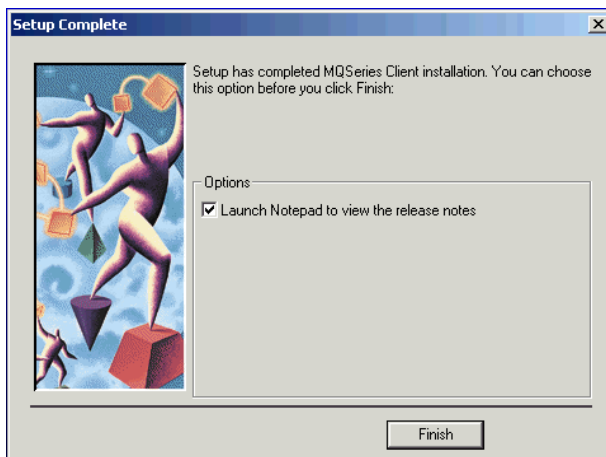 Setup Complete
Setup has completed MQSeries Client installation. You can choose
this option before you click Finish:
Options
Launch Notepad to view the release notes
Finish